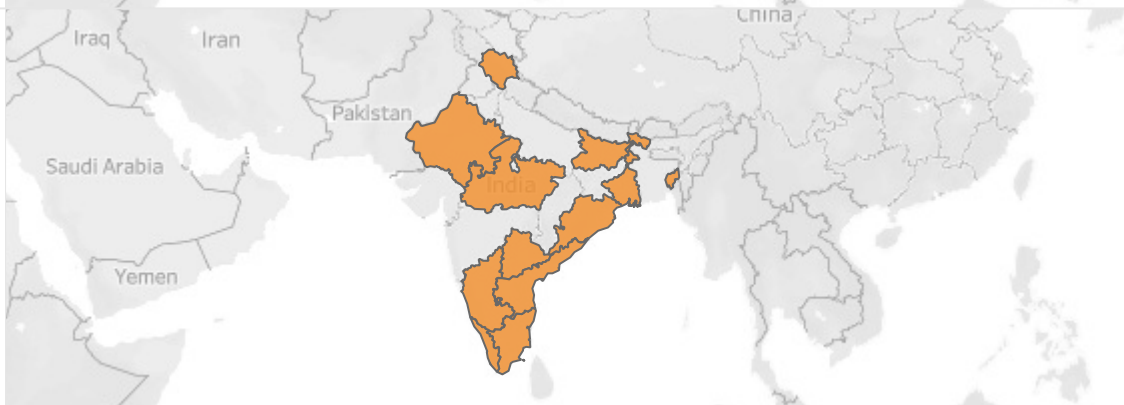 China
Iraq
Iran
Pakistan
Saudi Arabia
India
Yemen